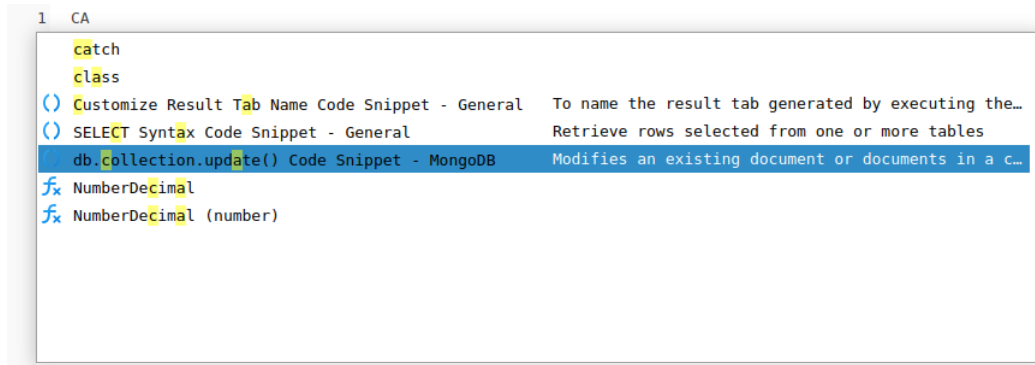 1 CA
catch
class
() Customize Result Tab Name Code Snippet - General To name the result tab generated by executing the…
() SELECT Syntax Code Snippet - General Retrieve rows selected from one or more tables
() db.collection.update() Code Snippet - MongoDB Modifies an existing document or documents in a c…
fx NumberDecimal
fx NumberDecimal (number)